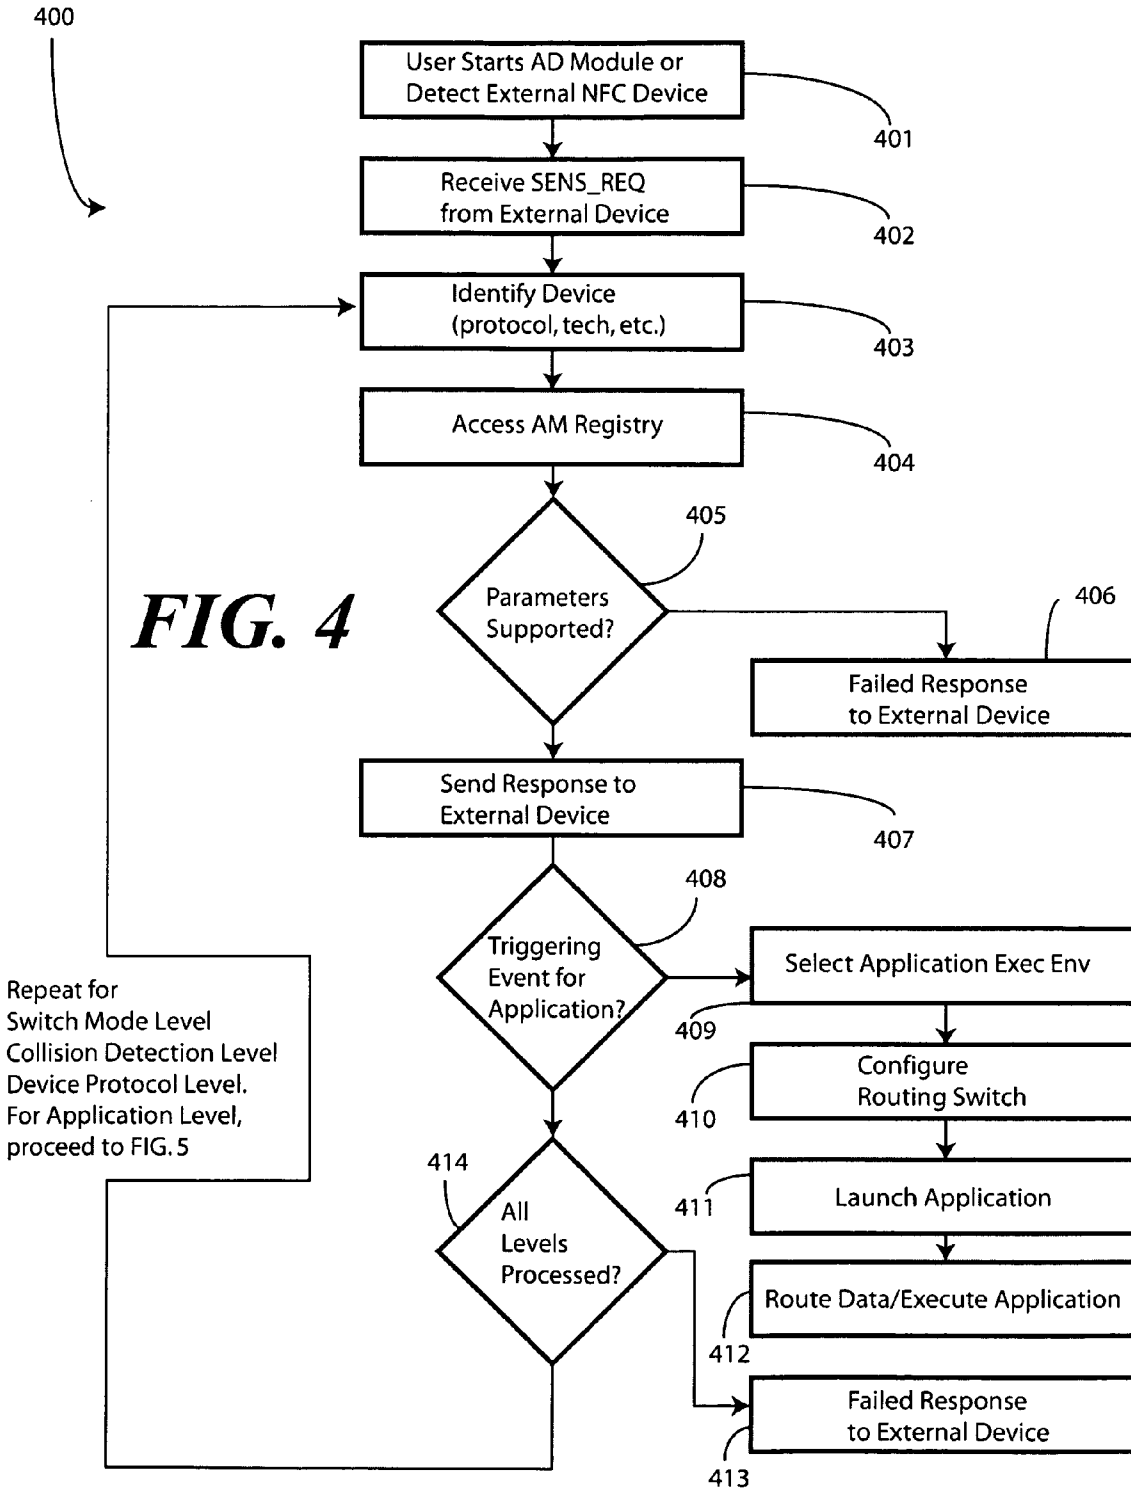 400
User Starts AD Module or
Detect External NFC Device
401
Receive SENS_REQ
from External Device
402
Identify Device
(protocol, tech, etc.)
403
Access AM Registry
404
405
Parameters
Supported?
406
FIG. 4
Failed Response
to External Device
Send Response to
External Device
407
408
Triggering
Event for
Application?
Select Application Exec Env
409
Repeat for
Switch Mode Level
Collision Detection Level
Device Protocol Level.
For Application Level,
proceed to FIG. 5
Configure
Routing Switch
410
414
All
Levels
Processed?
Launch Application
411
Route Data/Execute Application
412
Failed Response
to External Device
413